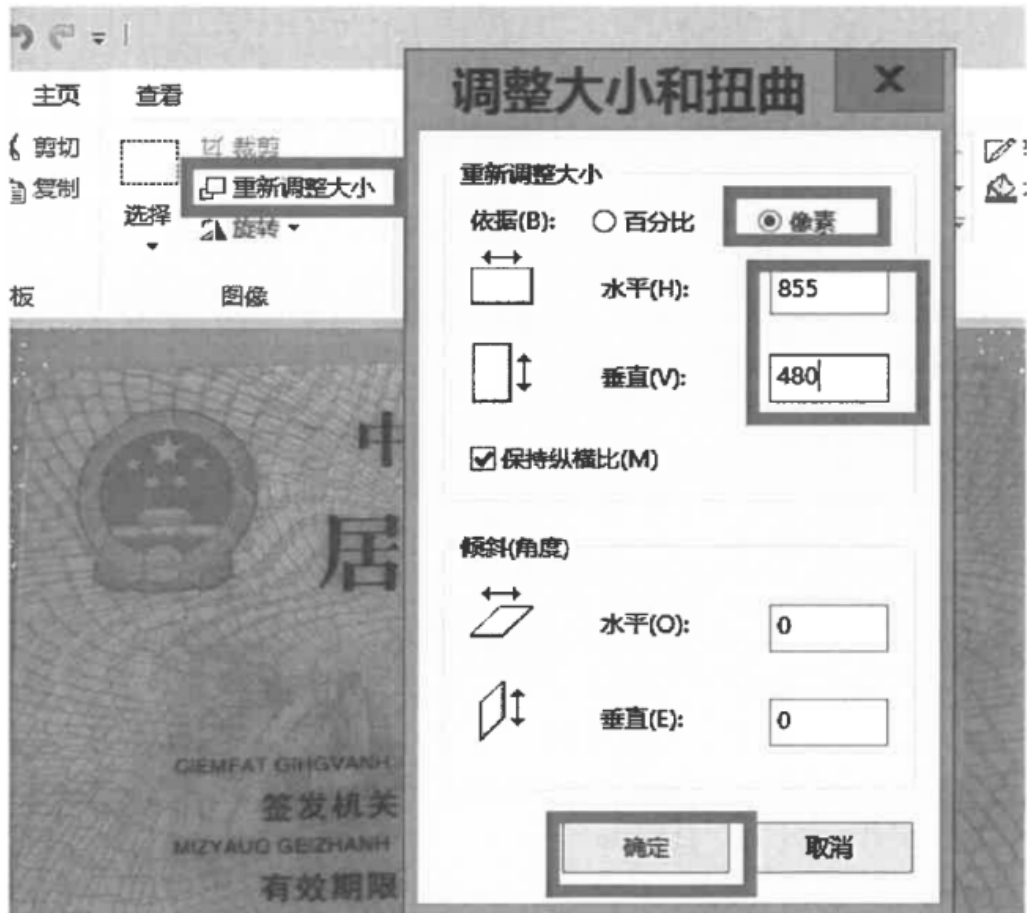 主页 查看
调整大小和扭曲
剪切
裁剪
复制
重新调整大小
选择
旋转
板
图像
重新调整大小
依据(B): 百分比 像素
水平(H): 855
垂直(V): 480
保持纵横比(M)
倾斜(角度)
水平(O): 0
垂直(E): 0
确定 取消
中
居
GIEMFAT GIHGVANH
签发机关
MIZYAUQ GEIZHANH
有效期限